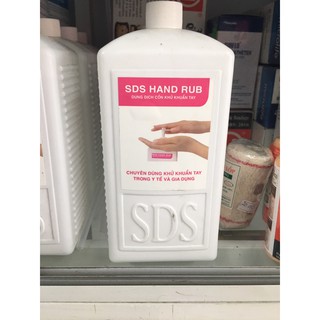 SDS HAND RUB
DUNG DỊCH CỒN KHỬ KHUẨN TAY
CHUYÊN DÙNG KHỬ KHUẨN TAY
TRONG Y TẾ VÀ GIA DỤNG
SDS